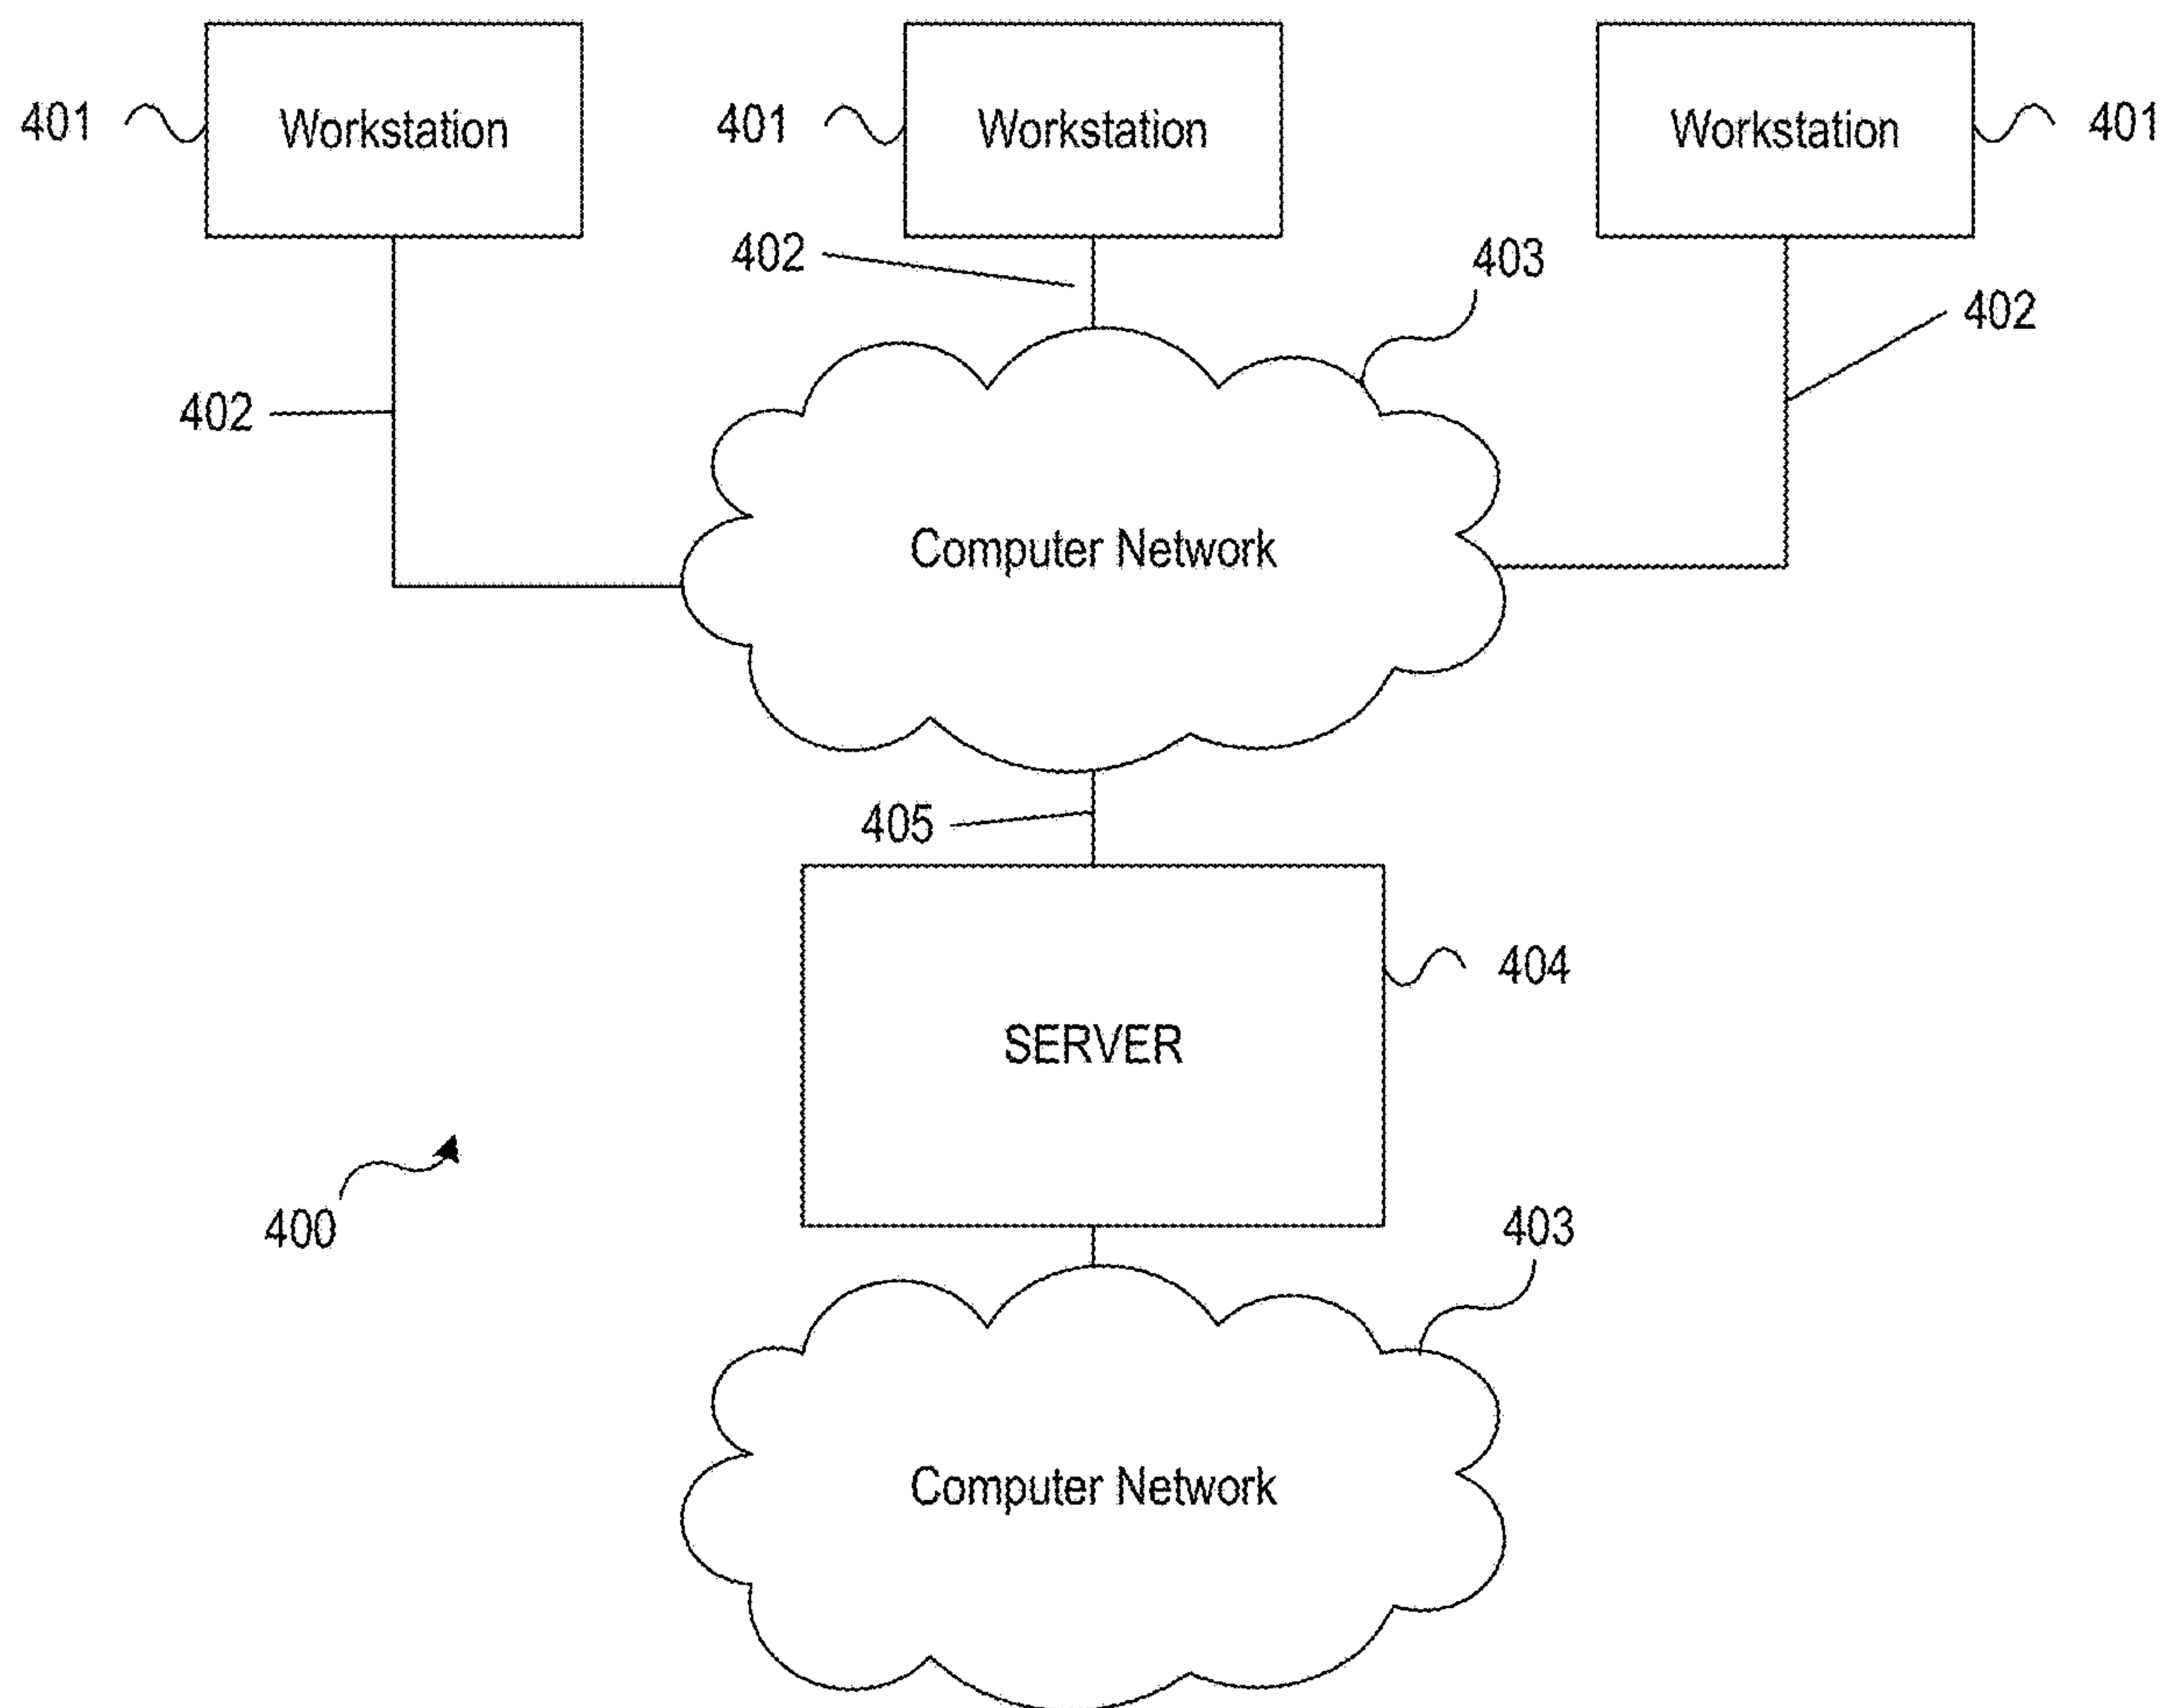 401 Workstation 401 Workstation Workstation 401
402 403
402
402
Computer Network
405
404
SERVER
400 403
Computer Network